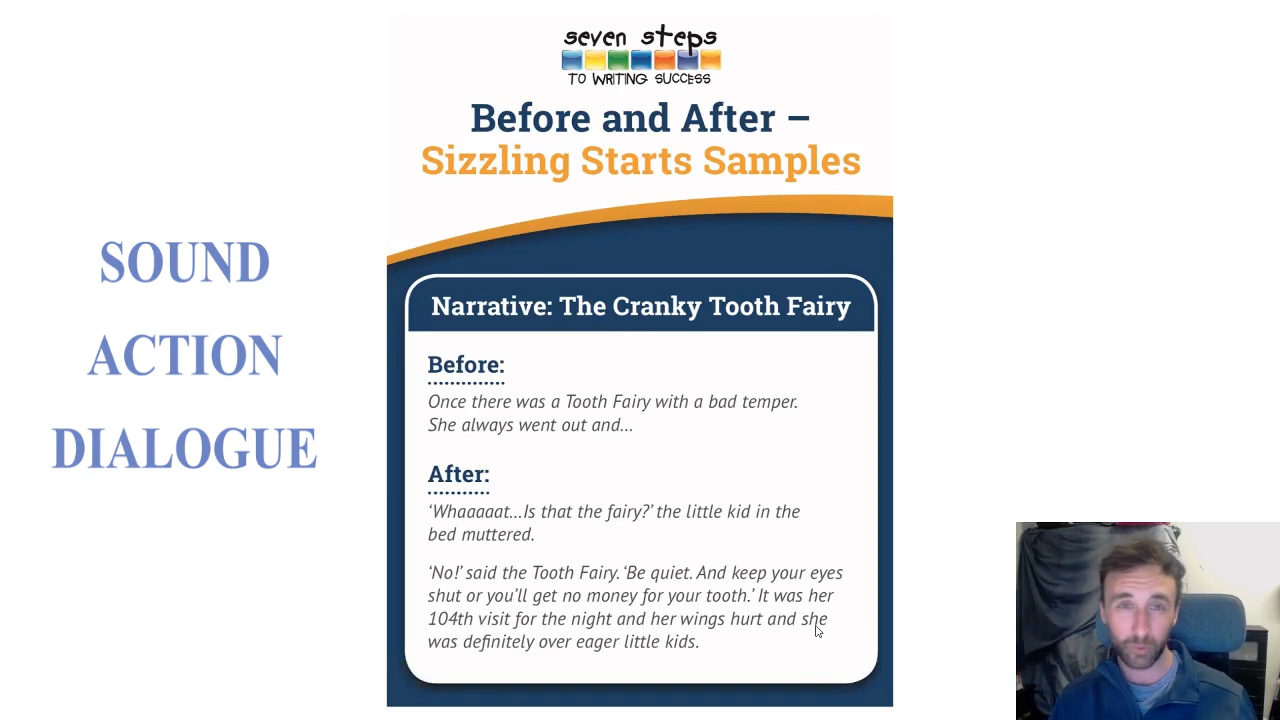 seven steps
TO WRITING SUCCESS
Before and After –
Sizzling Starts Samples
SOUND
ACTION
DIALOGUE
Narrative: The Cranky Tooth Fairy
Before:
Once there was a Tooth Fairy with a bad temper.
She always went out and...
After:
‘Whaaaaat...Is that the fairy?’ the little kid in the
bed muttered.
‘No!’ said the Tooth Fairy. ‘Be quiet. And keep your eyes
shut or you’ll get no money for your tooth.’ It was her
104th visit for the night and her wings hurt and she
was definitely over eager little kids.